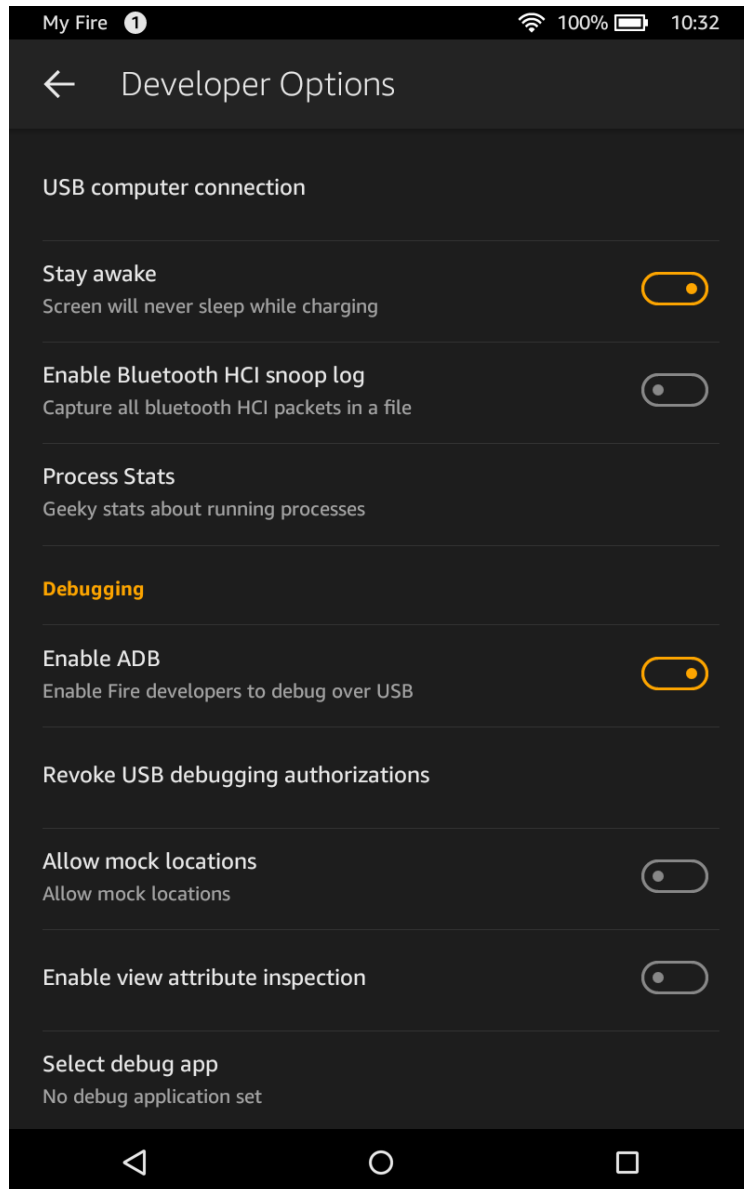 My Fire 1 100% 10:32
Developer Options
USB computer connection
Stay awake
Screen will never sleep while charging
Enable Bluetooth HCI snoop log
Capture all bluetooth HCI packets in a file
Process Stats
Geeky stats about running processes
Debugging
Enable ADB
Enable Fire developers to debug over USB
Revoke USB debugging authorizations
Allow mock locations
Allow mock locations
Enable view attribute inspection
Select debug app
No debug application set